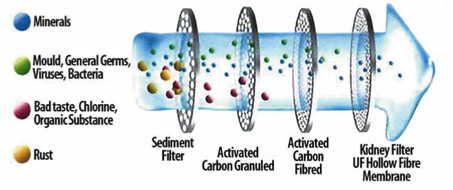 Minerals
Mould, General Germs,
Viruses, Bacteria
Bad taste, Chlorine,
Organic Substance
Rust
Sediment
Filter
Activated
Carbon Granuled
Activated
Carbon
Fibred
Kidney Filter
UF Hollow Fibre
Membrane